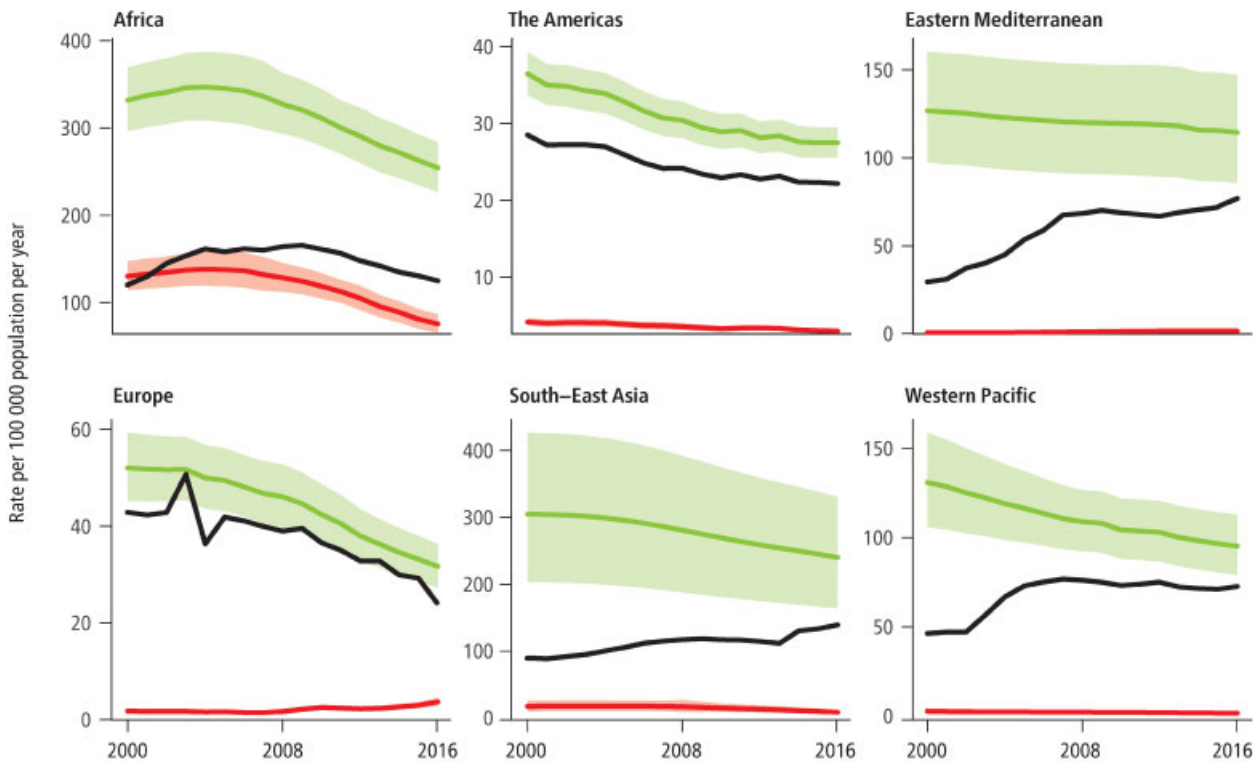 Africa
The Americas
Eastern Mediterranean
Rate per 100 000 population per year
400
300
200
100
40
30
20
10
150
100
50
0
Europe
South–East Asia
Western Pacific
60
40
20
0
400
300
200
100
0
150
100
50
0
2000 2008 2016
2000 2008 2016
2000 2008 2016